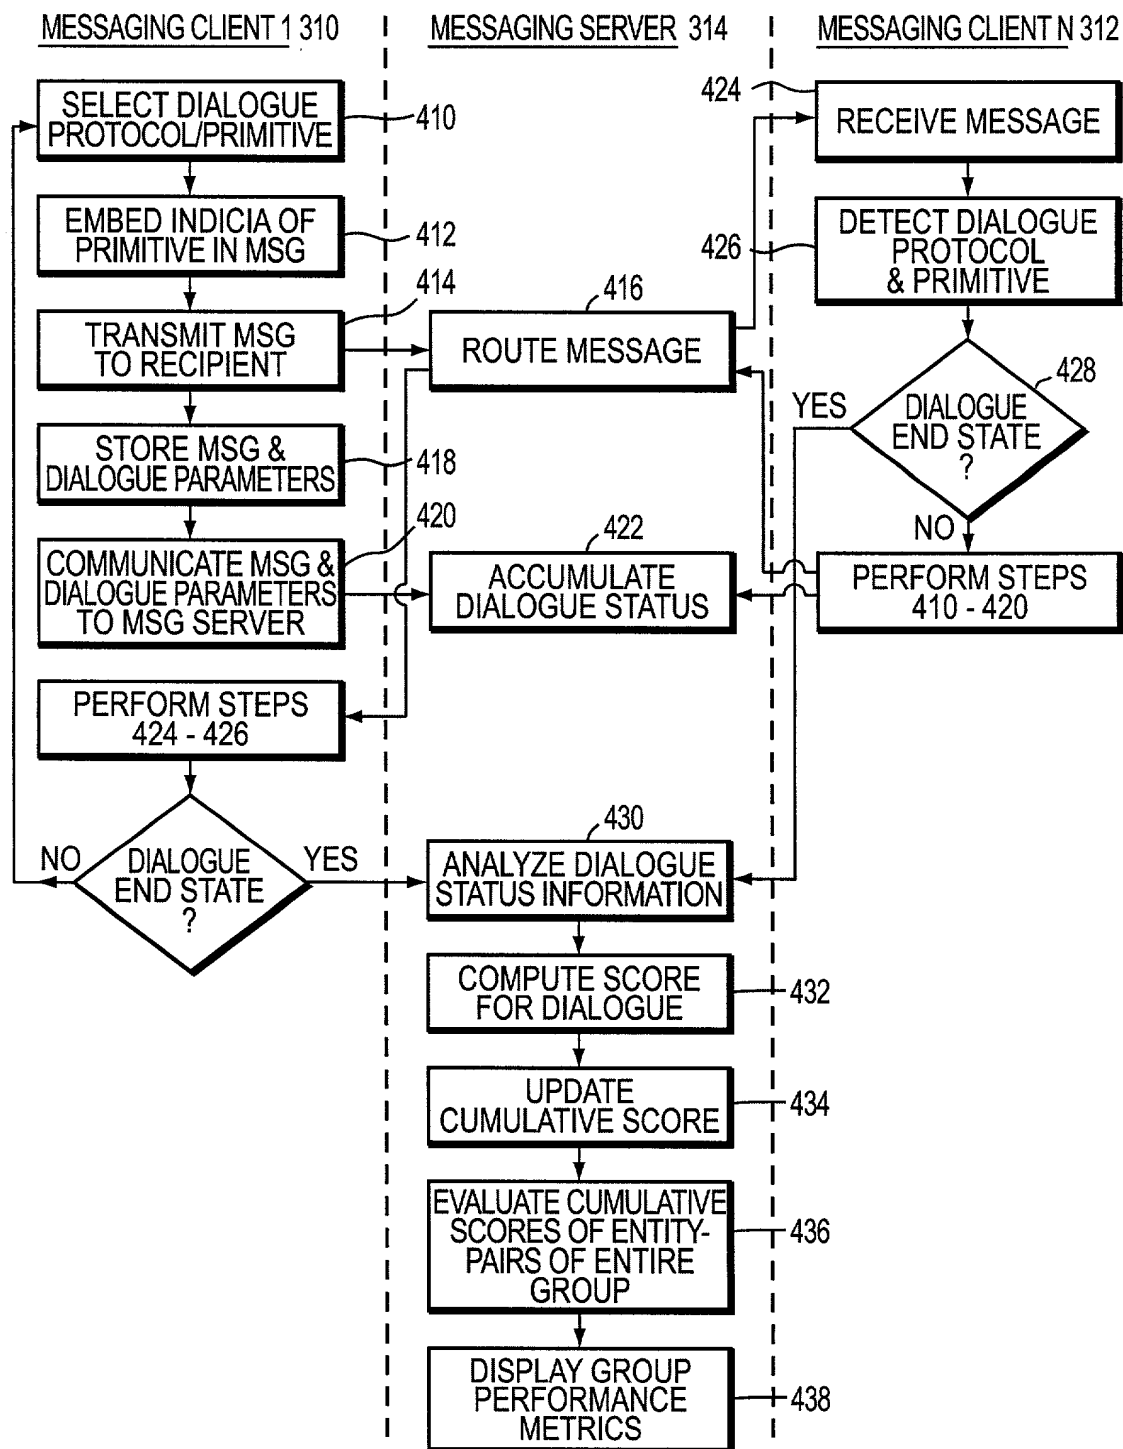 MESSAGING CLIENT 1 310
SELECT DIALOGUE
PROTOCOL/PRIMITIVE
410
EMBED INDICIA OF
PRIMITIVE IN MSG
412
414
TRANSMIT MSG
TO RECIPIENT
STORE MSG &
DIALOGUE PARAMETERS
418
420
COMMUNICATE MSG &
DIALOGUE PARAMETERS
TO MSG SERVER
PERFORM STEPS
424 - 426
DIALOGUE
END STATE
?
NO
YES
MESSAGING SERVER 314
416
ROUTE MESSAGE
422
ACCUMULATE
DIALOGUE STATUS
430
ANALYZE DIALOGUE
STATUS INFORMATION
COMPUTE SCORE
FOR DIALOGUE
432
UPDATE
CUMULATIVE SCORE
434
EVALUATE CUMULATIVE
SCORES OF ENTITY-
PAIRS OF ENTIRE
GROUP
436
DISPLAY GROUP
PERFORMANCE
METRICS
438
MESSAGING CLIENT N 312
424
RECEIVE MESSAGE
DETECT DIALOGUE
PROTOCOL
& PRIMITIVE
426
428
DIALOGUE
END STATE
?
YES
NO
PERFORM STEPS
410 - 420